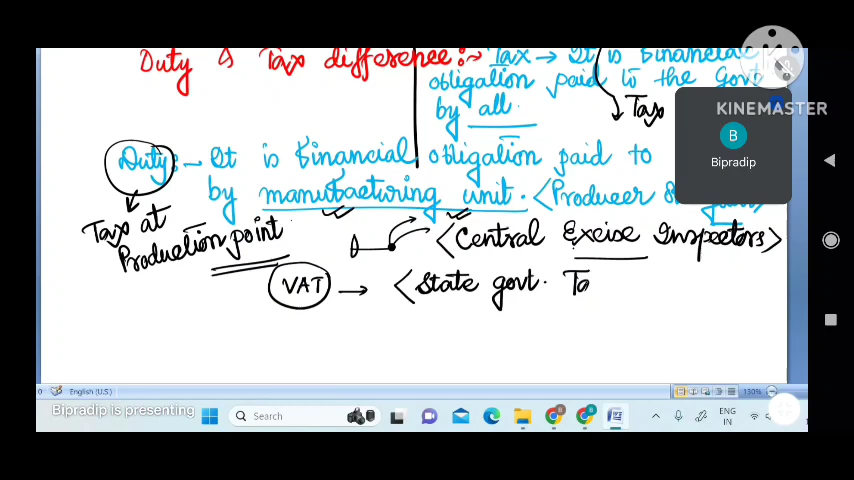 Duty & Tax difference :- Tax → It is Financial
obligation paid to the Govt
by all.
Tax
KINEMASTER
B
Bipradip
Duty :- It is Financial obligation paid to
by manufacturing unit. <Producer
Tax at
Production point
<Central Excise Inspectors>
VAT → <State govt. Ta
English (U.S.)
130%
Bipradip is presenting
Search
ENG
IN